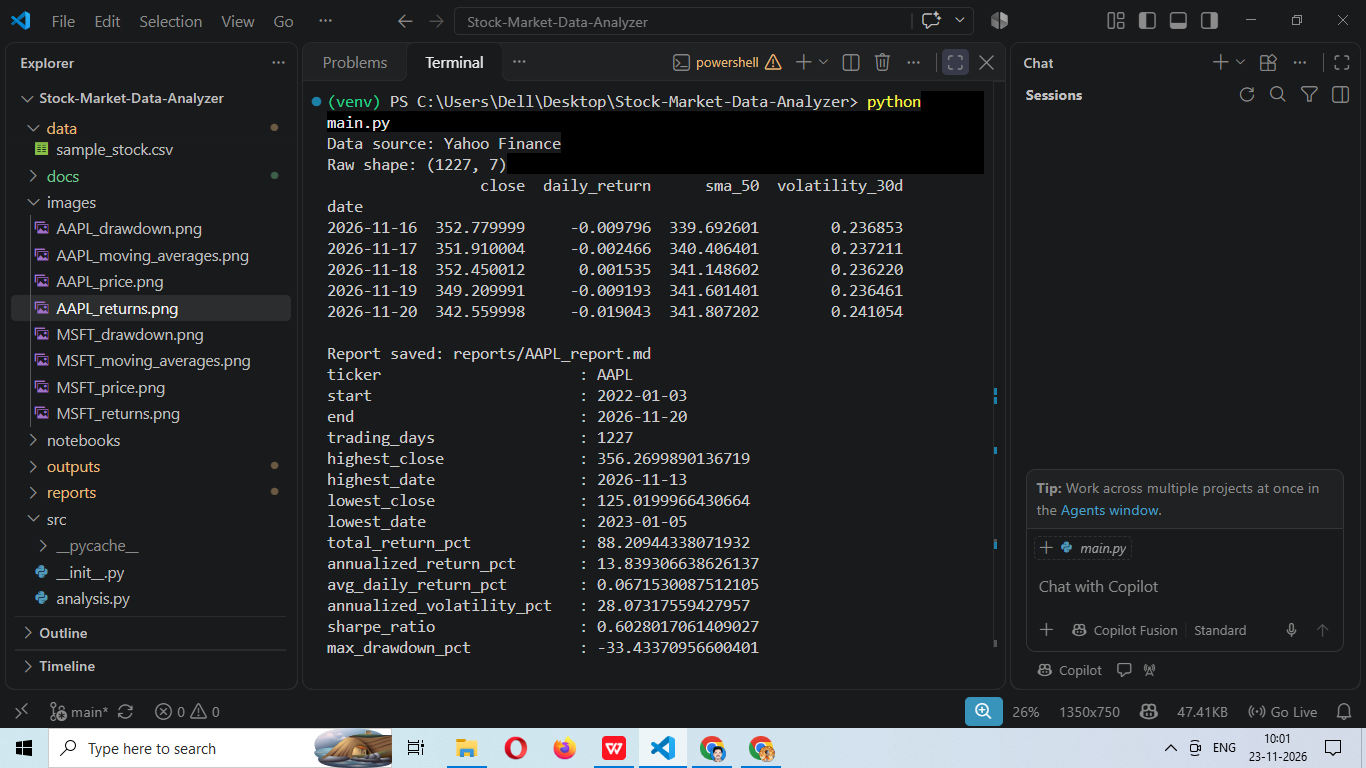 File Edit Selection View Go ··· Stock-Market-Data-Analyzer
Explorer ···
Stock-Market-Data-Analyzer
data
sample_stock.csv
docs
images
AAPL_drawdown.png
AAPL_moving_averages.png
AAPL_price.png
AAPL_returns.png
MSFT_drawdown.png
MSFT_moving_averages.png
MSFT_price.png
MSFT_returns.png
notebooks
outputs
reports
src
__pycache__
__init__.py
analysis.py
Outline
Timeline
Problems Terminal ··· powershell ···
(venv) PS C:\Users\Dell\Desktop\Stock-Market-Data-Analyzer> python
main.py
Data source: Yahoo Finance
Raw shape: (1227, 7)
close daily_return sma_50 volatility_30d
date
2026-11-16 352.779999 -0.009796 339.692601 0.236853
2026-11-17 351.910004 -0.002466 340.406401 0.237211
2026-11-18 352.450012 0.001535 341.148602 0.236220
2026-11-19 349.209991 -0.009193 341.601401 0.236461
2026-11-20 342.559998 -0.019043 341.807202 0.241054
Report saved: reports/AAPL_report.md
ticker : AAPL
start : 2022-01-03
end : 2026-11-20
trading_days : 1227
highest_close : 356.2699890136719
highest_date : 2026-11-13
lowest_close : 125.0199966430664
lowest_date : 2023-01-05
total_return_pct : 88.20944338071932
annualized_return_pct : 13.839306638626137
avg_daily_return_pct : 0.0671530087512105
annualized_volatility_pct : 28.07317559427957
sharpe_ratio : 0.6028017061409027
max_drawdown_pct : -33.43370956600401
Chat ···
Sessions
Tip: Work across multiple projects at once in
the Agents window.
main.py
Chat with Copilot
Copilot Fusion Standard
Copilot
main* 0 0 26% 1350x750 47.41KB Go Live
Type here to search W ENG 10:01
23-11-2026